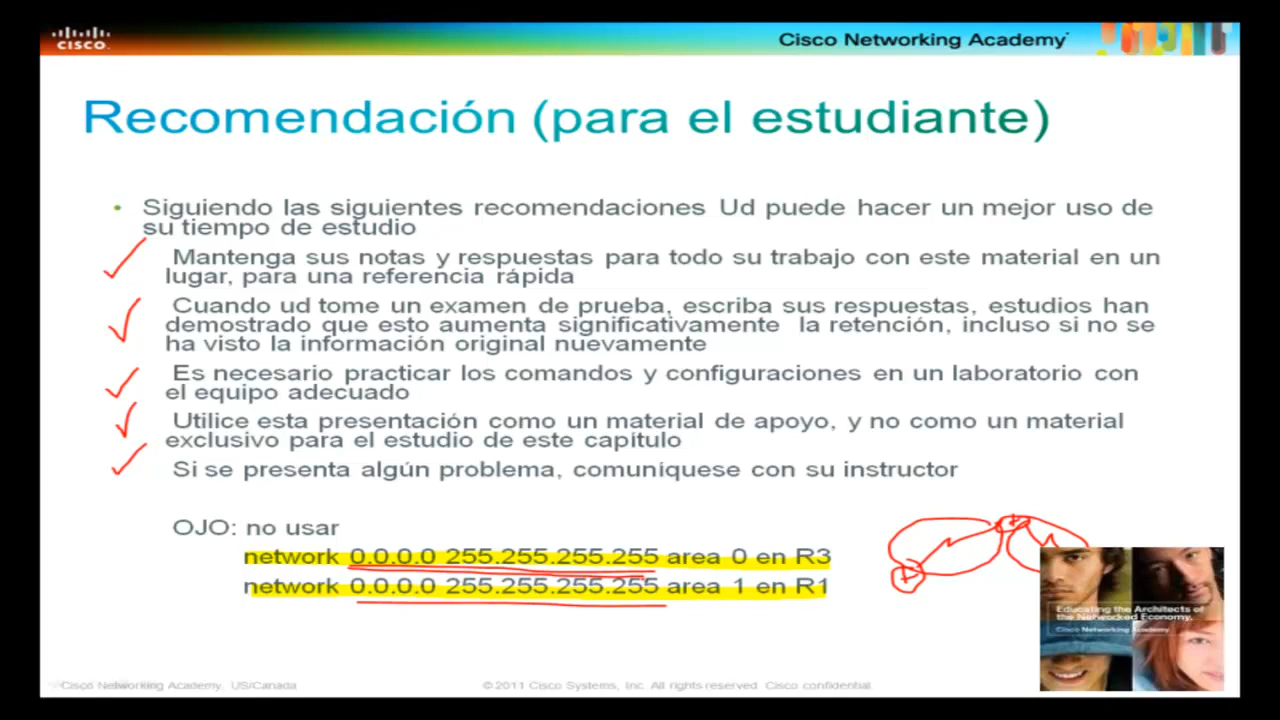 CISCO
Cisco Networking Academy
Recomendación (para el estudiante)
• Siguiendo las siguientes recomendaciones Ud puede hacer un mejor uso de
su tiempo de estudio
Mantenga sus notas y respuestas para todo su trabajo con este material en un
lugar, para una referencia rápida
Cuando ud tome un examen de prueba, escriba sus respuestas, estudios han
demostrado que esto aumenta significativamente la retención, incluso si no se
ha visto la información original nuevamente
Es necesario practicar los comandos y configuraciones en un laboratorio con
el equipo adecuado
Utilice esta presentación como un material de apoyo, y no como un material
exclusivo para el estudio de este capítulo
Si se presenta algún problema, comuníquese con su instructor
OJO: no usar
network 0.0.0.0 255.255.255.255 area 0 en R3
network 0.0.0.0 255.255.255.255 area 1 en R1
Educating the Architects of
the Networked Economy.
Cisco Networking Academy
Cisco Networking Academy. US/Canada
© 2011 Cisco Systems, Inc. All rights reserved. Cisco confidential